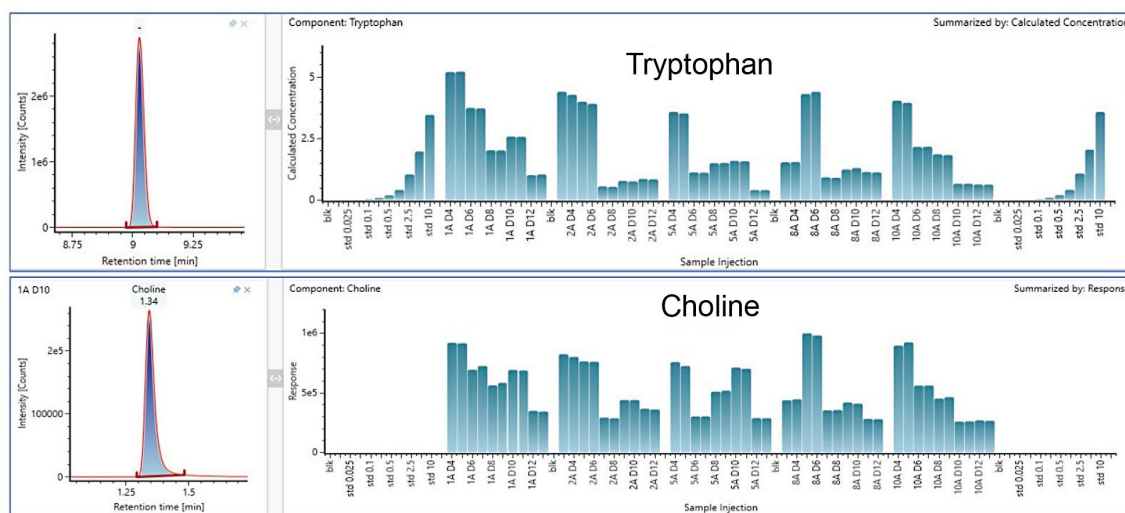 -
Component: Tryptophan
Summarized by: Calculated Concentration
Tryptophan
Intensity [Counts]
2e6
1e6
0
8.75 9 9.25
Retention time [min]
Calculated Concentration
5
2.5
0
blk
std 0.025
std 0.1
std 0.5
std 2.5
std 10
1A D4
1A D6
1A D8
1A D10
1A D12
blk
2A D4
2A D6
2A D8
2A D10
2A D12
5A D4
5A D6
5A D8
5A D10
5A D12
blk
8A D4
8A D6
8A D8
8A D10
8A D12
10A D4
10A D6
10A D8
10A D10
10A D12
blk
std 0.025
std 0.1
std 0.5
std 2.5
std 10
Sample Injection
1A D10
Choline
1.34
Component: Choline
Summarized by: Respons
Choline
Intensity [Counts]
2e5
100000
0
1.25 1.5
Retention time [min]
Response
1e6
5e5
0
blk
std 0.025
std 0.1
std 0.5
std 2.5
std 10
1A D4
1A D6
1A D8
1A D10
1A D12
blk
2A D4
2A D6
2A D8
2A D10
2A D12
5A D4
5A D6
5A D8
5A D10
5A D12
blk
8A D4
8A D6
8A D8
8A D10
8A D12
10A D4
10A D6
10A D8
10A D10
10A D12
blk
std 0.025
std 0.1
std 0.5
std 2.5
std 10
Sample Injection